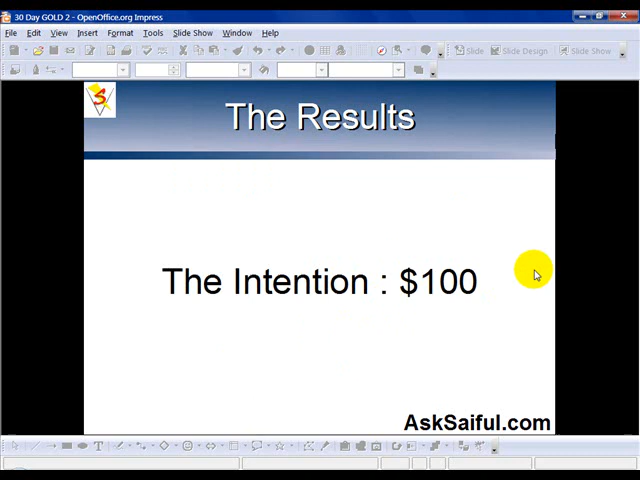 30 Day GOLD 2 - OpenOffice.org Impress
File Edit View Insert Format Tools Slide Show Window Help
Slide Slide Design Slide Show
S
The Results
The Intention : $100
AskSaiful.com